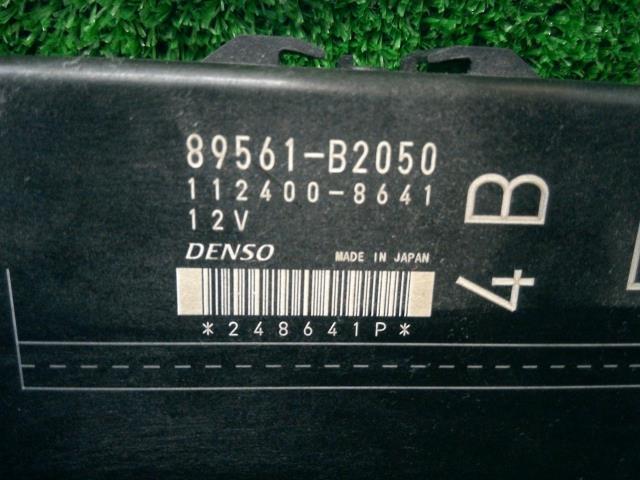 89561-B2050
112400-8641
12V
DENSO MADE IN JAPAN
*248641P*
4B